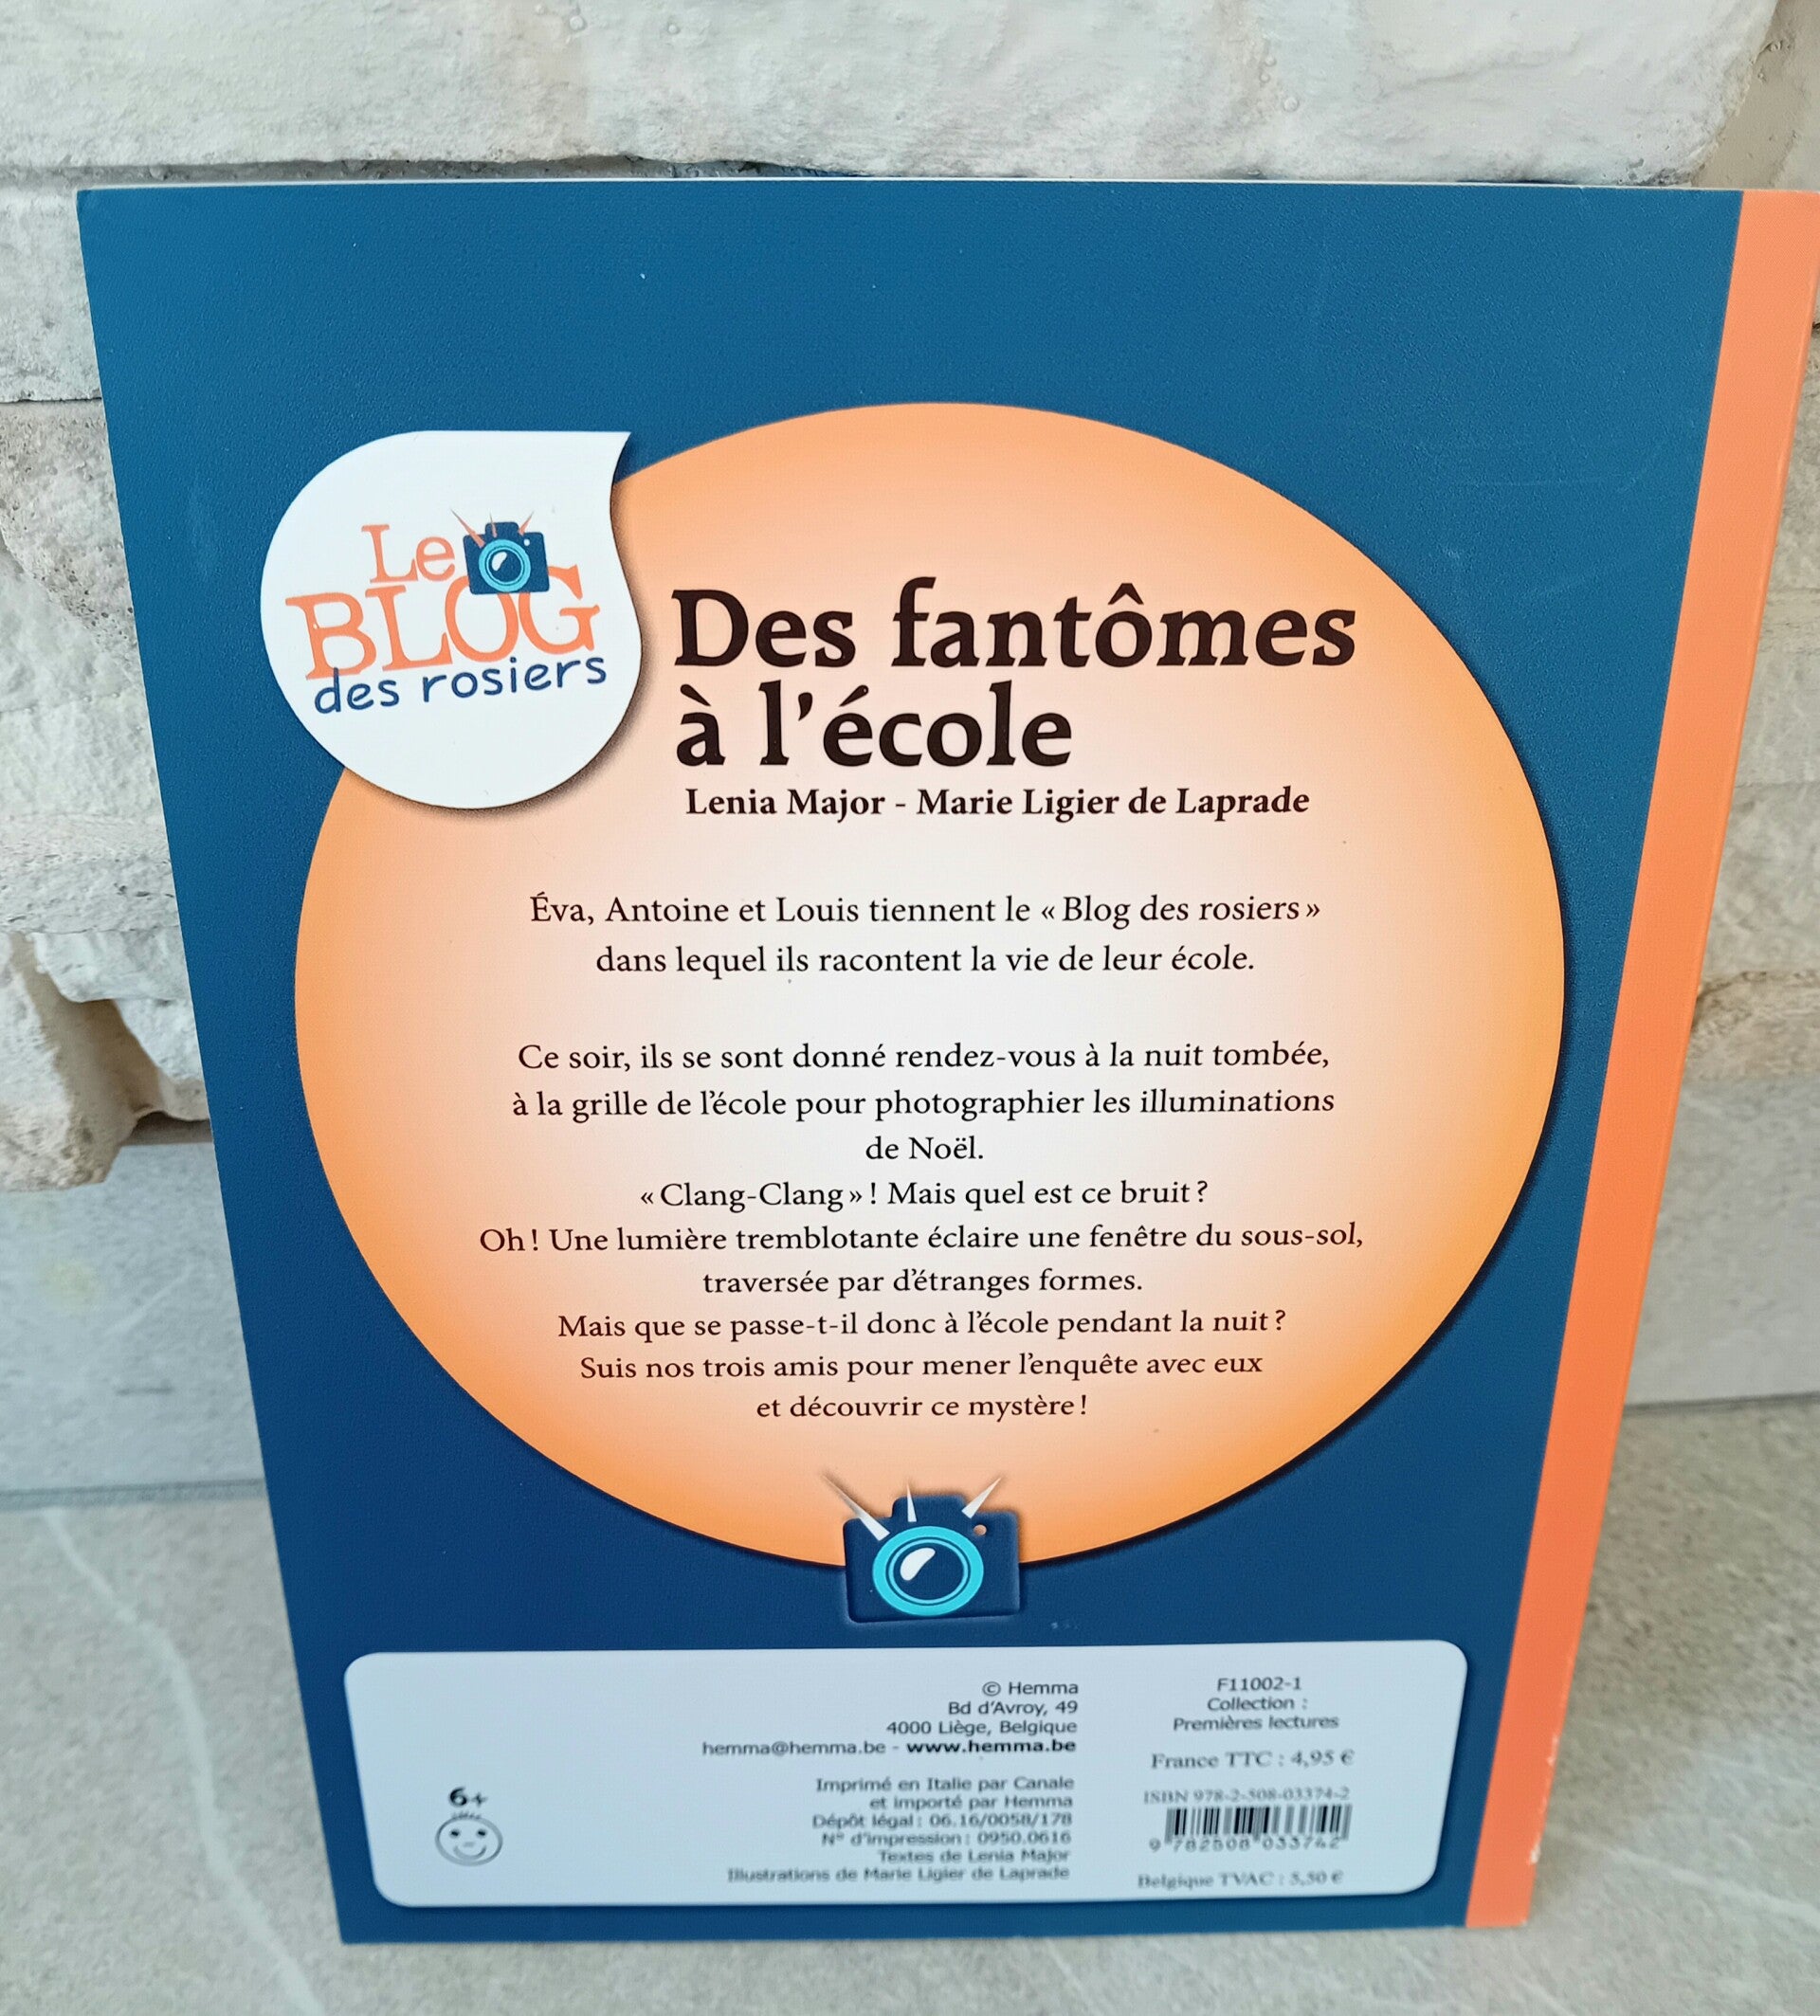 Le
BLOG
des rosiers
Des fantômes
à l'école
Lenia Major - Marie Ligier de Laprade
Éva, Antoine et Louis tiennent le « Blog des rosiers »
dans lequel ils racontent la vie de leur école.
Ce soir, ils se sont donné rendez-vous à la nuit tombée,
à la grille de l'école pour photographier les illuminations
de Noël.
« Clang-Clang » ! Mais quel est ce bruit ?
Oh ! Une lumière tremblotante éclaire une fenêtre du sous-sol,
traversée par d'étranges formes.
Mais que se passe-t-il donc à l'école pendant la nuit ?
Suis nos trois amis pour mener l'enquête avec eux
et découvrir ce mystère !
6+
© Hemma
Bd d'Avroy, 49
4000 Liège, Belgique
hemma@hemma.be - www.hemma.be
Imprimé en Italie par Canale
et importé par Hemma
Dépôt légal : 06.16/0058/178
N° d'impression : 0950.0616
Textes de Lenia Major
Illustrations de Marie Ligier de Laprade
F11002-1
Collection :
Premières lectures
France TTC : 4,95 €
ISBN 978-2-508-03374-2
9 782508 033742
Belgique TVAC : 5,50 €